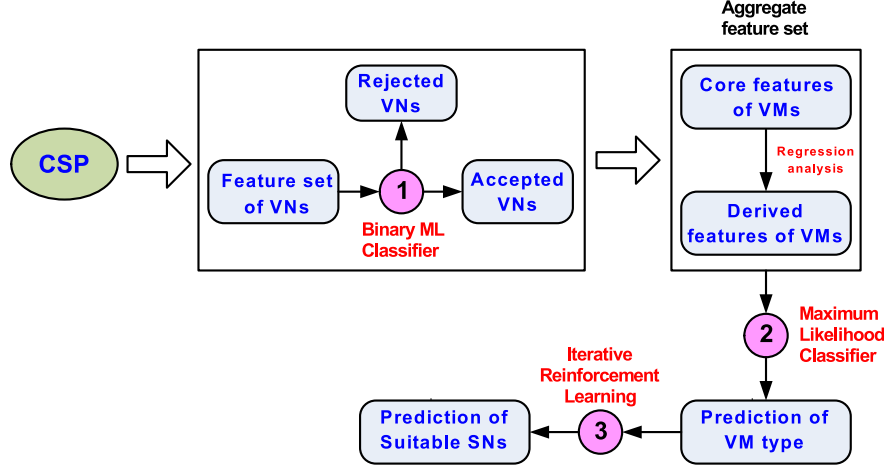 Aggregate
feature set
CSP
Rejected
VNs
Feature set
of VNs
1
Accepted
VNs
Binary ML
Classifier
Core features
of VMs
Regression
analysis
Derived
features of VMs
2
Maximum
Likelihood
Classifier
Prediction of
VM type
3
Iterative
Reinforcement
Learning
Prediction of
Suitable SNs